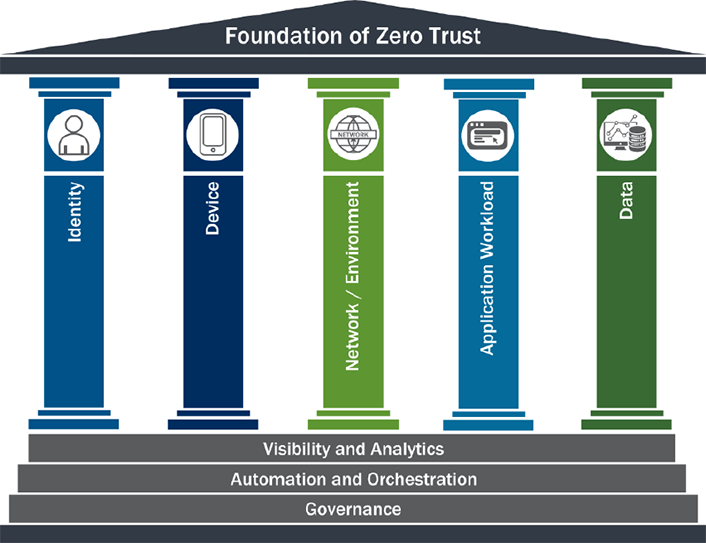 Foundation of Zero Trust
Identity
Device
NETWORK
Network / Environment
Application Workload
Data
Visibility and Analytics
Automation and Orchestration
Governance